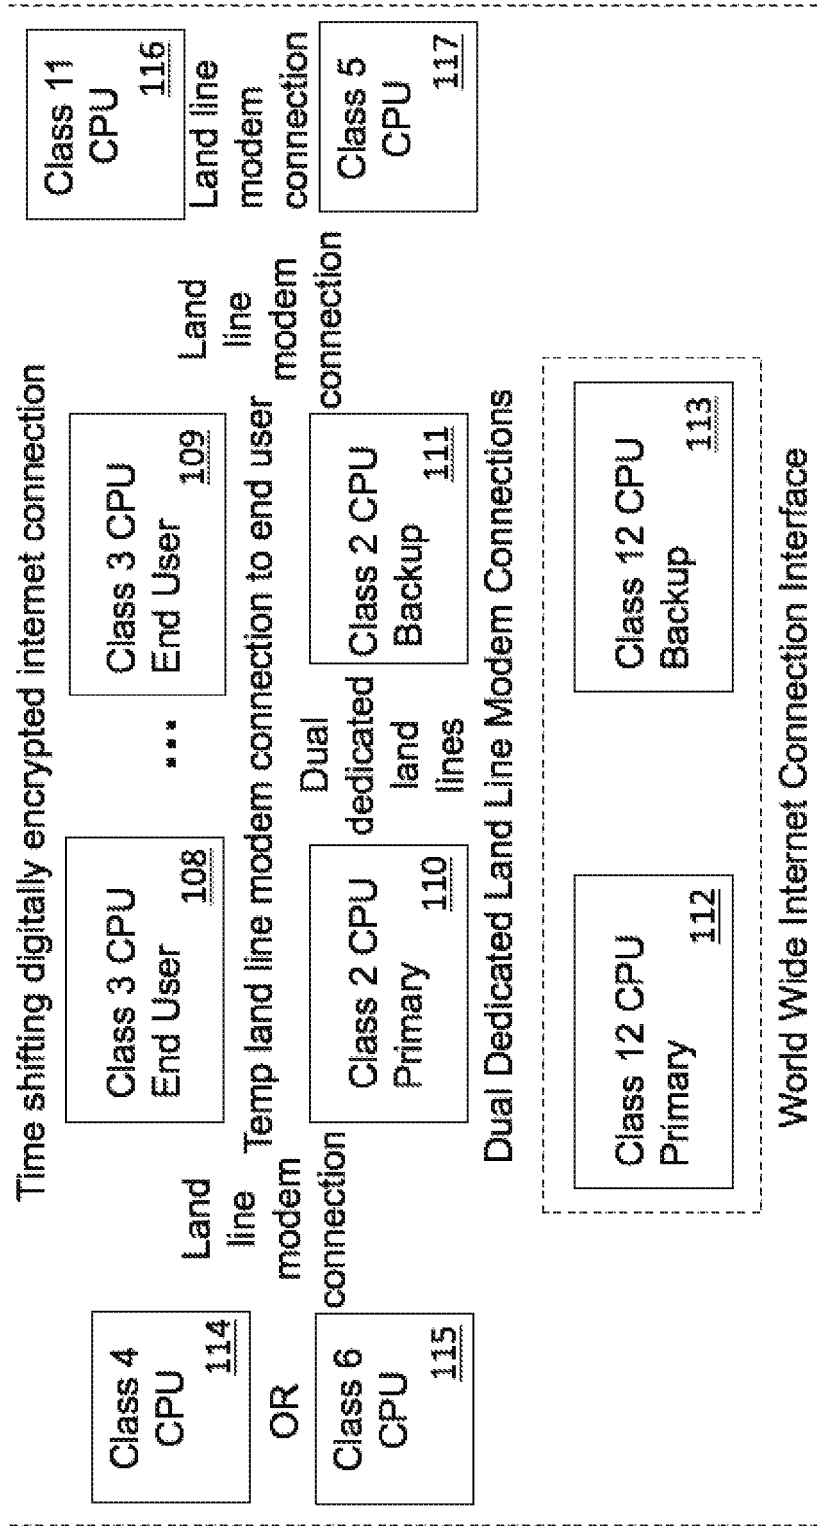 Time shifting digitally encrypted internet connection
Class 4
CPU
114
OR
Class 6
CPU
115
Land
line
modem
connection
Class 3 CPU
End User
108
...
Class 3 CPU
End User
109
Temp land line modem connection to end user
Class 2 CPU
Primary
110
Dual
dedicated
land
lines
Class 2 CPU
Backup
111
Land
line
modem
connection
Class 11
CPU
116
Land line
modem
connection
Class 5
CPU
117
Dual Dedicated Land Line Modem Connections
Class 12 CPU
Primary
112
Class 12 CPU
Backup
113
World Wide Internet Connection Interface